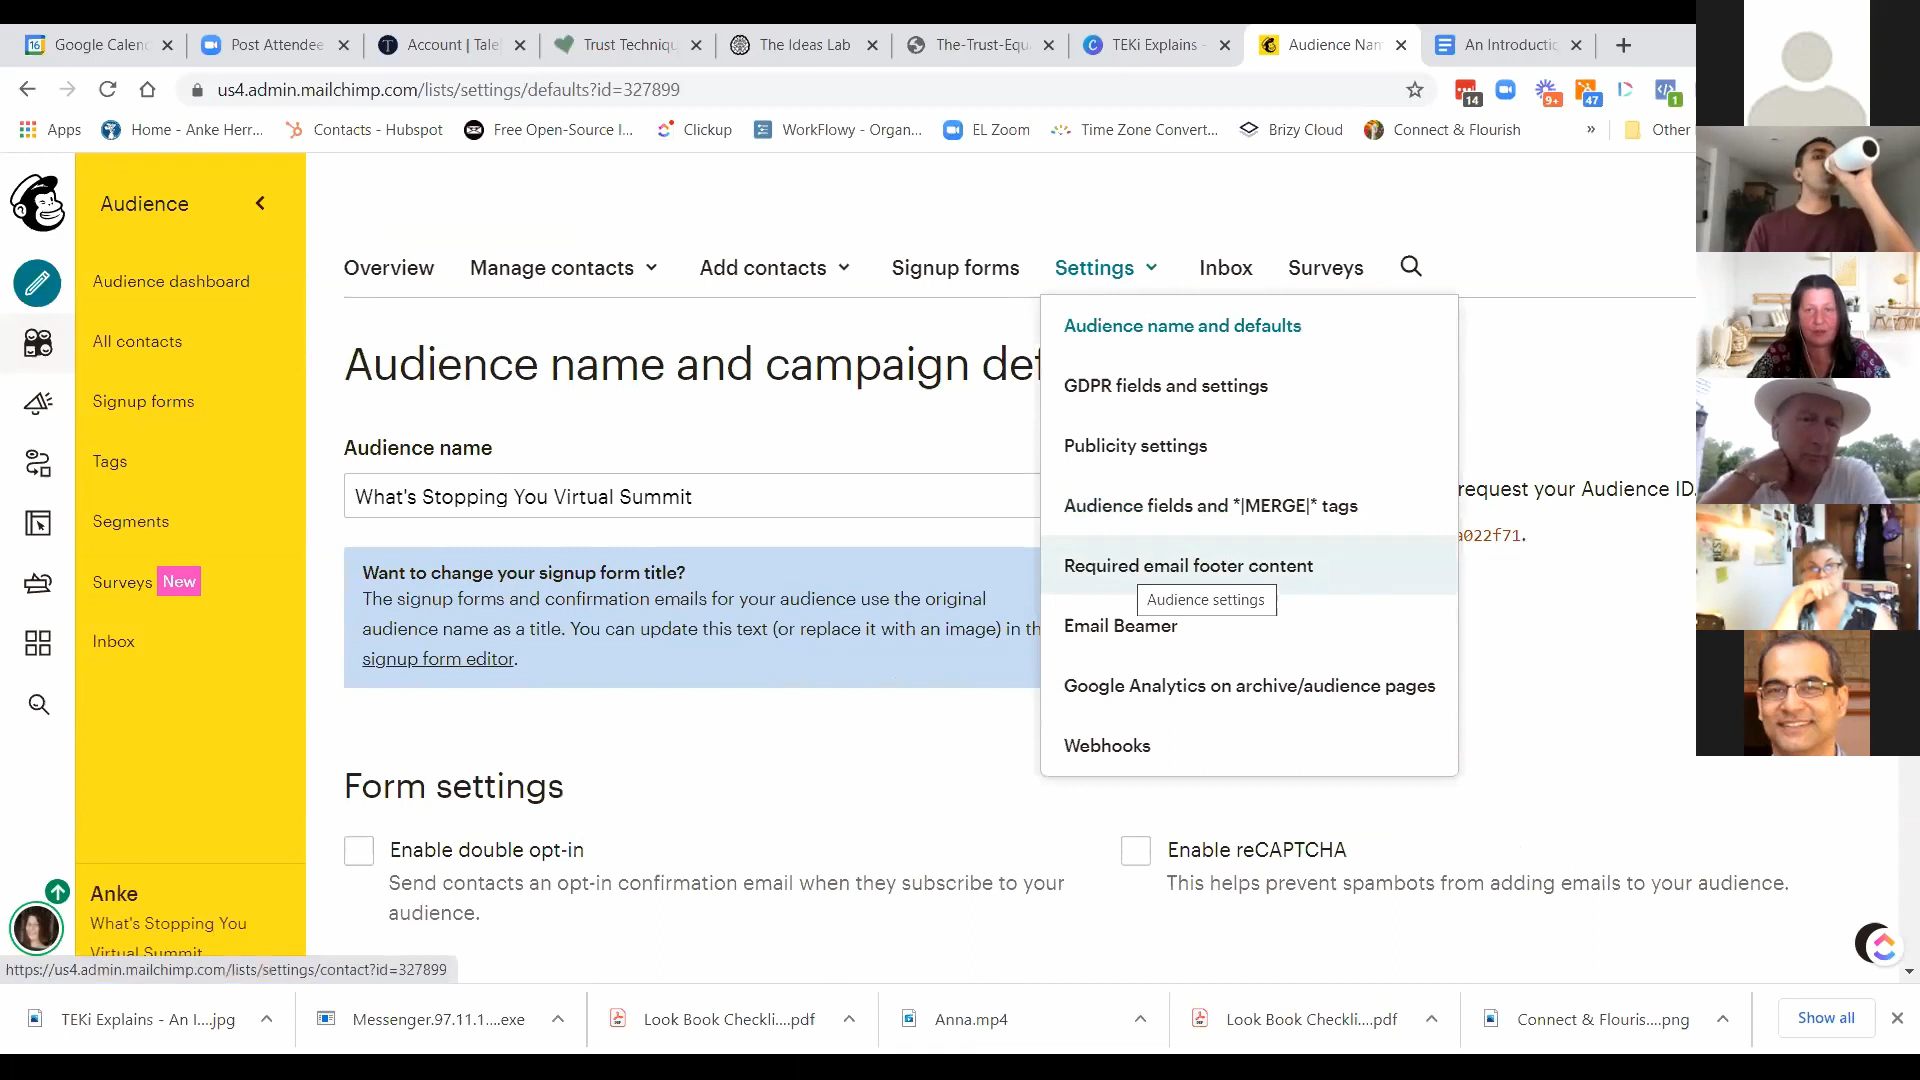 Google Calen
Post Attendee
Account | Tale
Trust Techniqu
The Ideas Lab
The-Trust-Equ
TEKi Explains -
Audience Nam
An Introductic
us4.admin.mailchimp.com/lists/settings/defaults?id=327899
14
9+
47
1
Apps
Home - Anke Herr...
Contacts - Hubspot
Free Open-Source I...
Clickup
WorkFlowy - Organ...
EL Zoom
Time Zone Convert...
Brizy Cloud
Connect & Flourish
»
Other
Audience
Audience dashboard
All contacts
Signup forms
Tags
Segments
Surveys New
Inbox
Anke
What's Stopping You
Virtual Summit
Overview
Manage contacts
Add contacts
Signup forms
Settings
Inbox
Surveys
Audience name and campaign def
Audience name
What's Stopping You Virtual Summit
Want to change your signup form title?
The signup forms and confirmation emails for your audience use the original
audience name as a title. You can update this text (or replace it with an image) in th
signup form editor.
Audience name and defaults
GDPR fields and settings
Publicity settings
Audience fields and *|MERGE|* tags
Required email footer content
Audience settings
Email Beamer
Google Analytics on archive/audience pages
Webhooks
request your Audience ID.
a022f71.
Form settings
Enable double opt-in
Send contacts an opt-in confirmation email when they subscribe to your
audience.
Enable reCAPTCHA
This helps prevent spambots from adding emails to your audience.
https://us4.admin.mailchimp.com/lists/settings/contact?id=327899
TEKi Explains - An I....jpg
Messenger.97.11.1....exe
Look Book Checkli....pdf
Anna.mp4
Look Book Checkli....pdf
Connect & Flouris....png
Show all